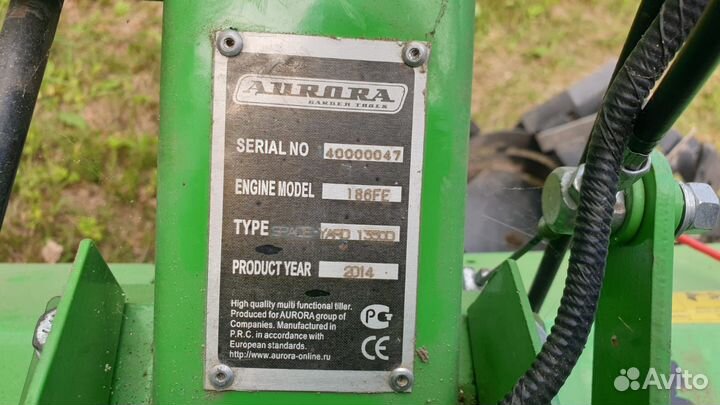 AURORA
GARDEN TOOLS
SERIAL NO 40000047
ENGINE MODEL 186FE
TYPE SPACE-YARD 1350D
PRODUCT YEAR 2014
High quality multi functional tiller.
Produced for AURORA group of
Companies. Manufactured in
P.R.C. in accordance with
European standards.
http://www.aurora-online.ru
PG
CE
Avito